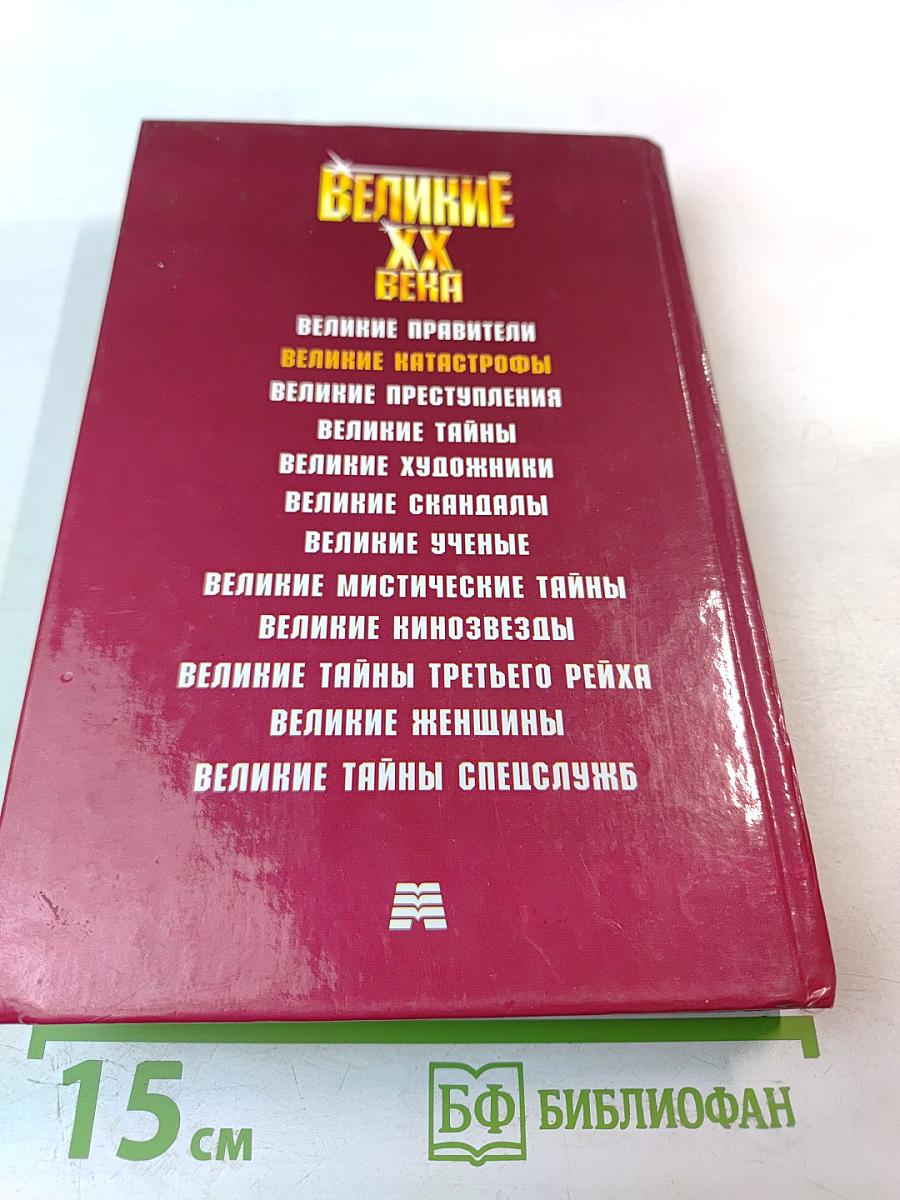 ВЕЛИКИЕ
XX
ВЕКА
ВЕЛИКИЕ ПРАВИТЕЛИ
ВЕЛИКИЕ КАТАСТРОФЫ
ВЕЛИКИЕ ПРЕСТУПЛЕНИЯ
ВЕЛИКИЕ ТАЙНЫ
ВЕЛИКИЕ ХУДОЖНИКИ
ВЕЛИКИЕ СКАНДАЛЫ
ВЕЛИКИЕ УЧЕНЫЕ
ВЕЛИКИЕ МИСТИЧЕСКИЕ ТАЙНЫ
ВЕЛИКИЕ КИНОЗВЕЗДЫ
ВЕЛИКИЕ ТАЙНЫ ТРЕТЬЕГО РЕЙХА
ВЕЛИКИЕ ЖЕНЩИНЫ
ВЕЛИКИЕ ТАЙНЫ СПЕЦСЛУЖБ
М
15 см
БФ БИБЛИОФАН